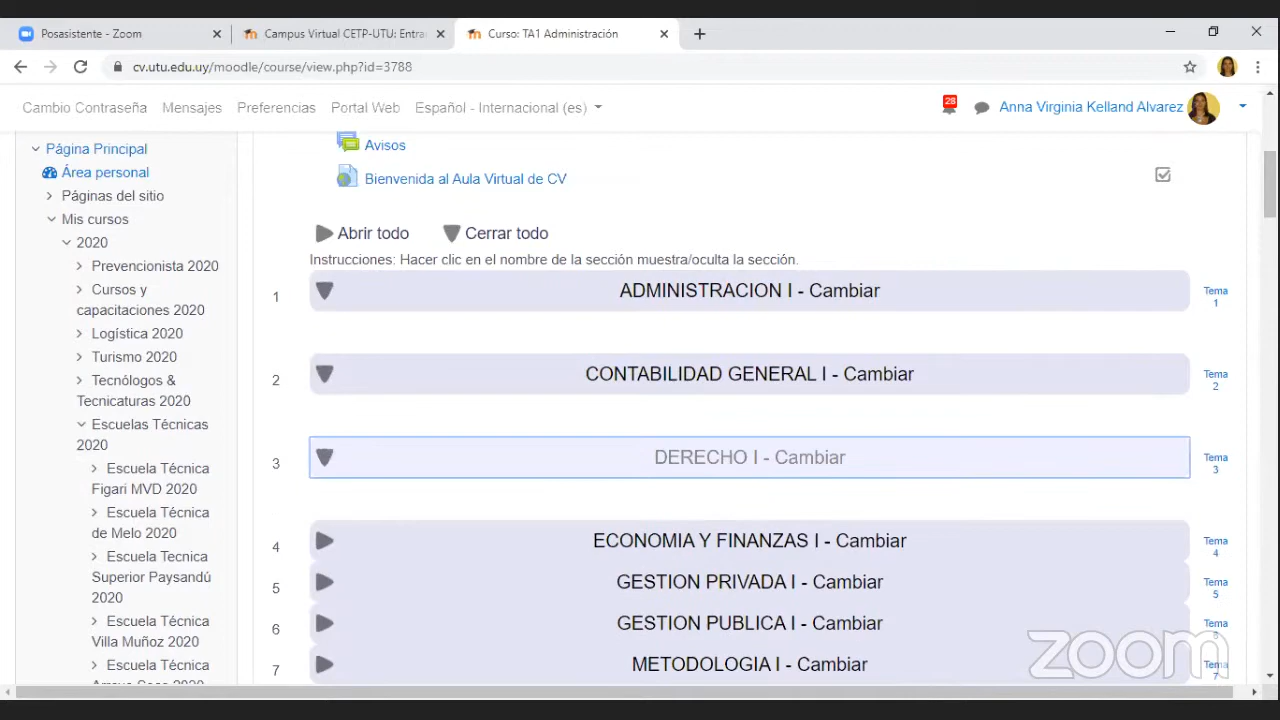 Posasistente - Zoom
Campus Virtual CETP-UTU: Entra
Curso: TA1 Administración
cv.utu.edu.uy/moodle/course/view.php?id=3788
Cambio Contraseña Mensajes Preferencias Portal Web Español - Internacional (es)
28
Anna Virginia Kelland Alvarez
Página Principal
Área personal
Páginas del sitio
Mis cursos
2020
Prevencionista 2020
Cursos y
capacitaciones 2020
Logística 2020
Turismo 2020
Tecnólogos &
Tecnicaturas 2020
Escuelas Técnicas
2020
Escuela Técnica
Figari MVD 2020
Escuela Técnica
de Melo 2020
Escuela Tecnica
Superior Paysandú
2020
Escuela Técnica
Villa Muñoz 2020
Escuela Técnica
Avisos
Bienvenida al Aula Virtual de CV
Abrir todo Cerrar todo
Instrucciones: Hacer clic en el nombre de la sección muestra/oculta la sección.
1 ADMINISTRACION I - Cambiar Tema 1
2 CONTABILIDAD GENERAL I - Cambiar Tema 2
3 DERECHO I - Cambiar Tema 3
4 ECONOMIA Y FINANZAS I - Cambiar Tema 4
5 GESTION PRIVADA I - Cambiar Tema 5
6 GESTION PUBLICA I - Cambiar Tema 6
7 METODOLOGIA I - Cambiar Tema 7
zoom